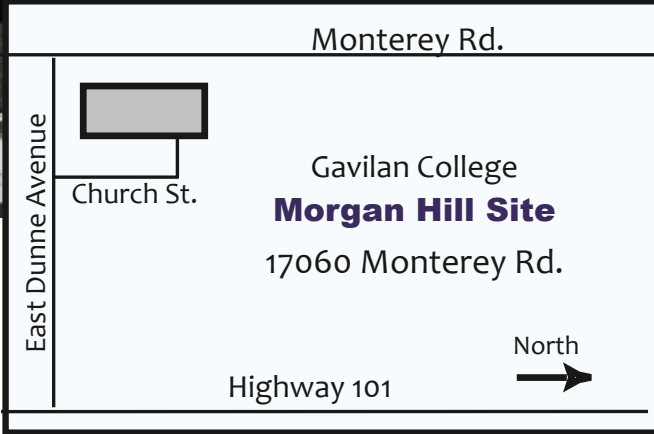 Monterey Rd.
East Dunne Avenue
Church St.
Gavilan College
Morgan Hill Site
17060 Monterey Rd.
North
Highway 101